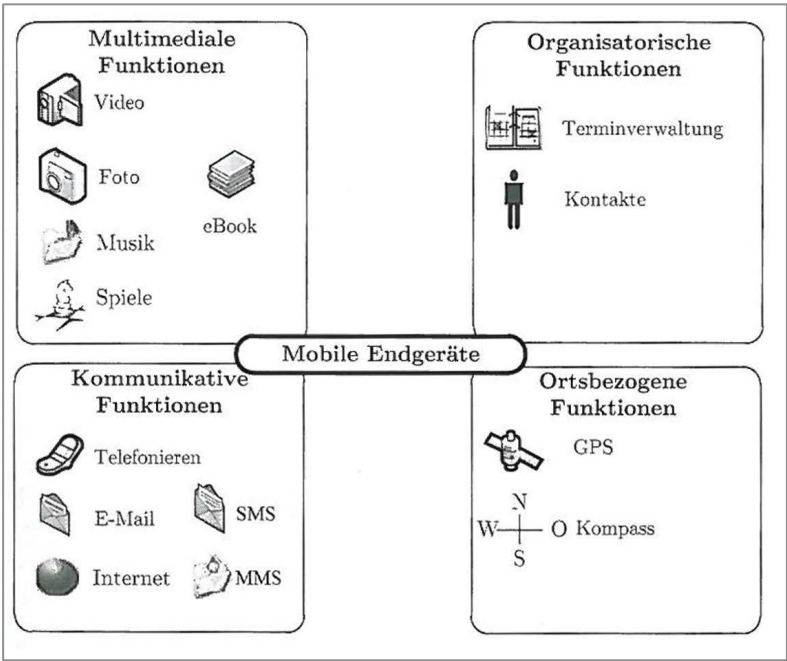 Multimediale
Funktionen
Video
Foto
eBook
Musik
Spiele
Organisatorische
Funktionen
Terminverwaltung
Kontakte
Mobile Endgeräte
Kommunikative
Funktionen
Telefonieren
E-Mail
SMS
Internet
MMS
Ortsbezogene
Funktionen
GPS
N
W O Kompass
S